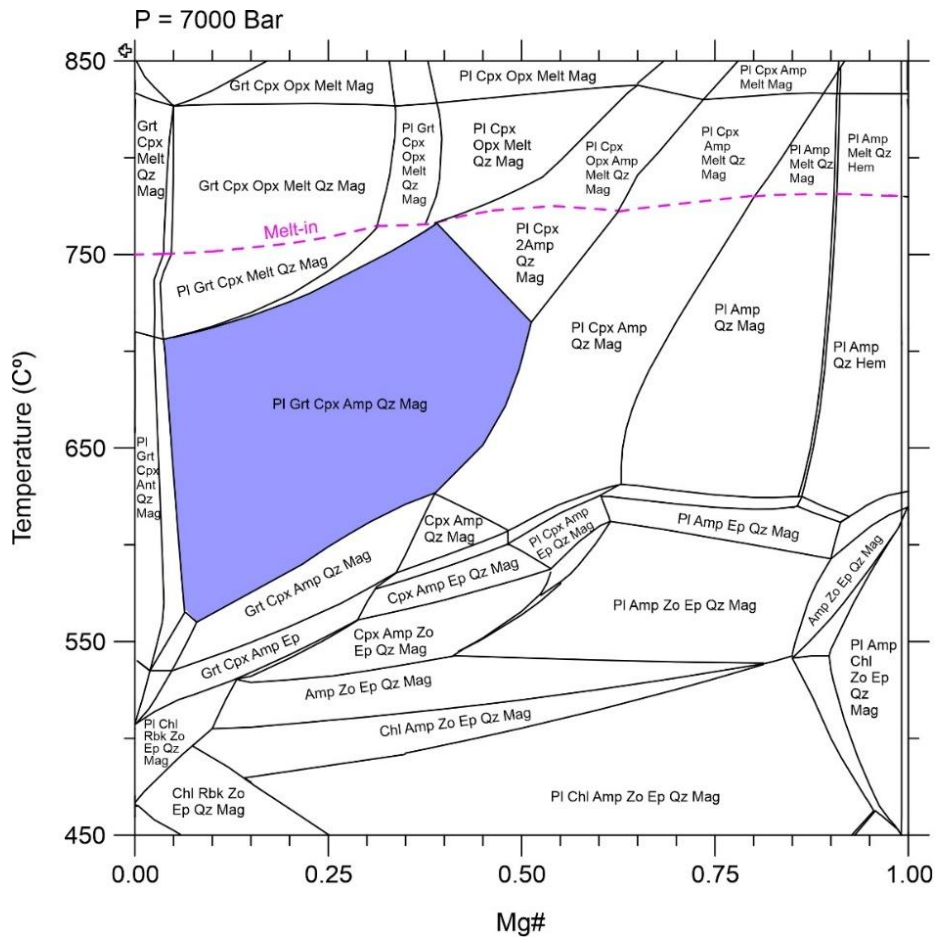 P = 7000 Bar
850
750
650
550
450
Temperature (Cº)
Grt Cpx Opx Melt Mag
Pl Cpx Opx Melt Mag
Pl Cpx Amp
Melt Mag
Grt
Cpx
Melt
Qz
Mag
Grt Cpx Opx Melt Qz Mag
Pl Grt
Cpx
Opx
Melt
Qz
Mag
Pl Cpx
Opx Melt
Qz Mag
Pl Cpx
Opx Amp
Melt Qz
Mag
Pl Cpx
Amp
Melt Qz
Mag
Pl Amp
Melt Qz
Mag
Pl Amp
Melt Qz
Hem
Melt-in
Pl Grt Cpx Melt Qz Mag
Pl Cpx
2Amp
Qz
Mag
Pl Cpx Amp
Qz Mag
Pl Amp
Qz Mag
Pl Amp
Qz Hem
Pl Grt Cpx Amp Qz Mag
Pl
Grt
Cpx
Ant
Qz
Mag
Cpx Amp
Qz Mag
Pl Cpx Amp
Ep Qz Mag
Pl Amp Ep Qz Mag
Grt Cpx Amp Qz Mag
Cpx Amp Ep Qz Mag
Amp Zo Ep Qz Mag
Pl Amp Zo Ep Qz Mag
Grt Cpx Amp Ep
Cpx Amp Zo
Ep Qz Mag
Pl Amp
Chl
Zo Ep
Qz
Mag
Amp Zo Ep Qz Mag
Chl Amp Zo Ep Qz Mag
Pl Chl
Rbk Zo
Ep Qz
Mag
Chl Rbk Zo
Ep Qz Mag
Pl Chl Amp Zo Ep Qz Mag
0.00
0.25
0.50
0.75
1.00
Mg#